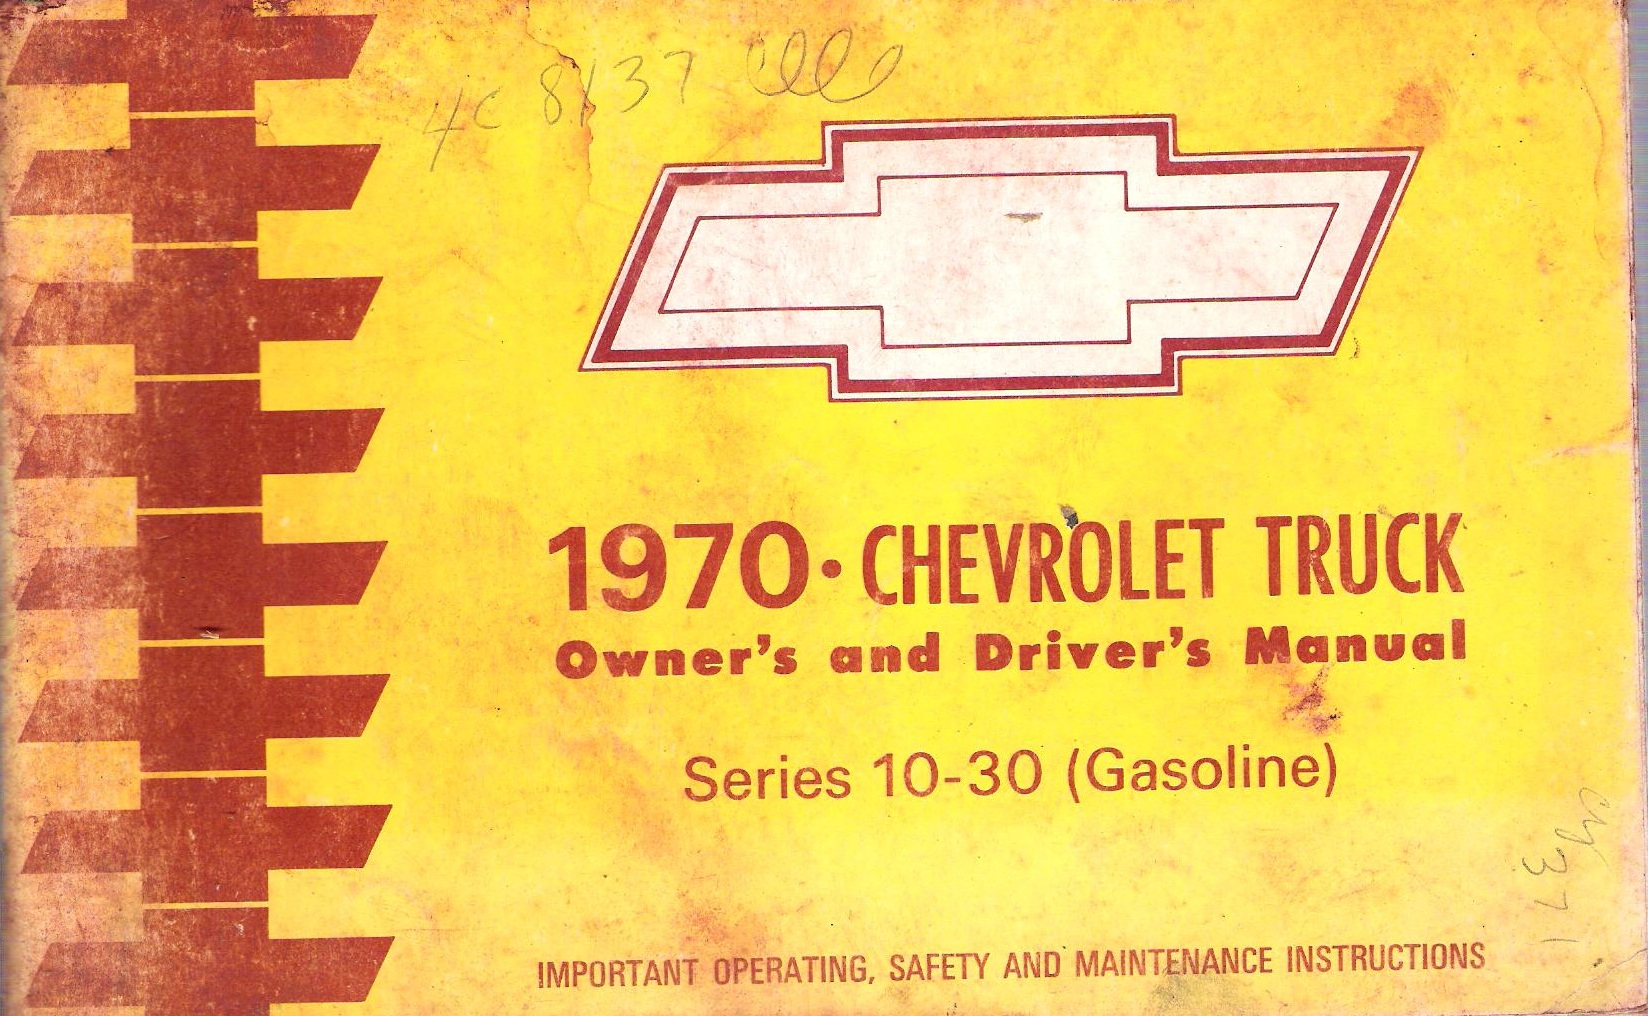 4C 8137
1970 • CHEVROLET TRUCK
Owner's and Driver's Manual
Series 10-30 (Gasoline)
IMPORTANT OPERATING, SAFETY AND MAINTENANCE INSTRUCTIONS
371